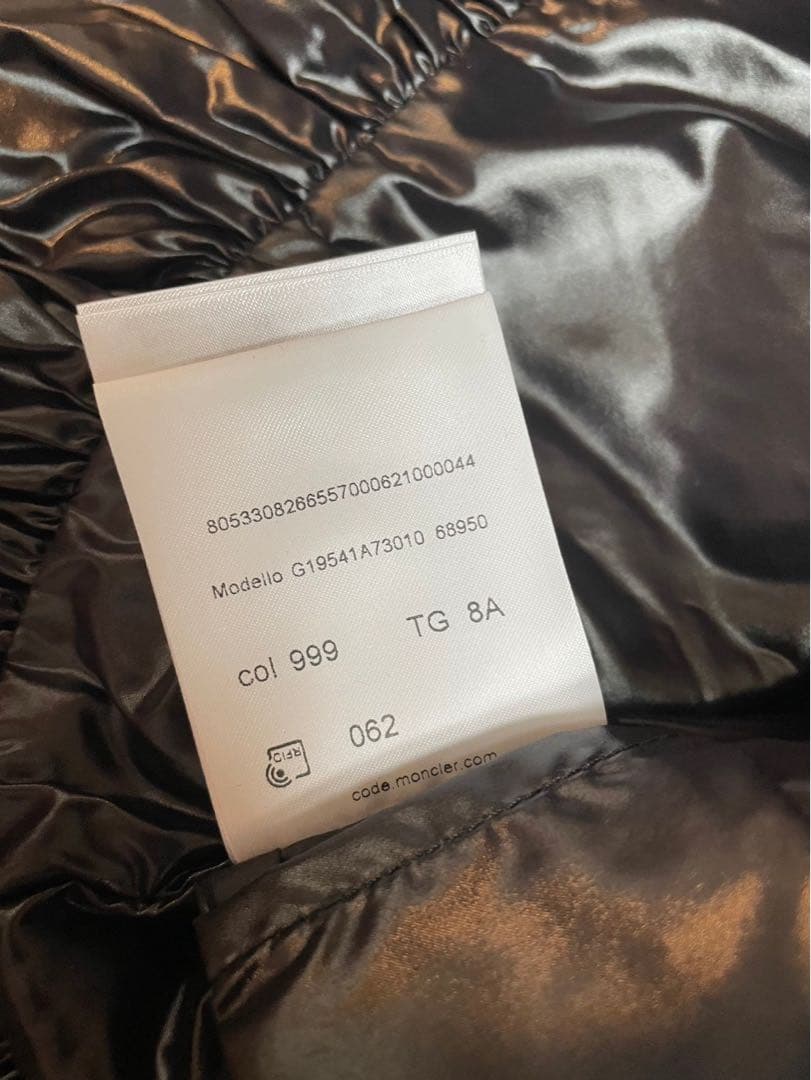 8053308266557000621000044
Modello G19541A73010 68950
col 999 TG 8A
RFID 062
code.moncler.com